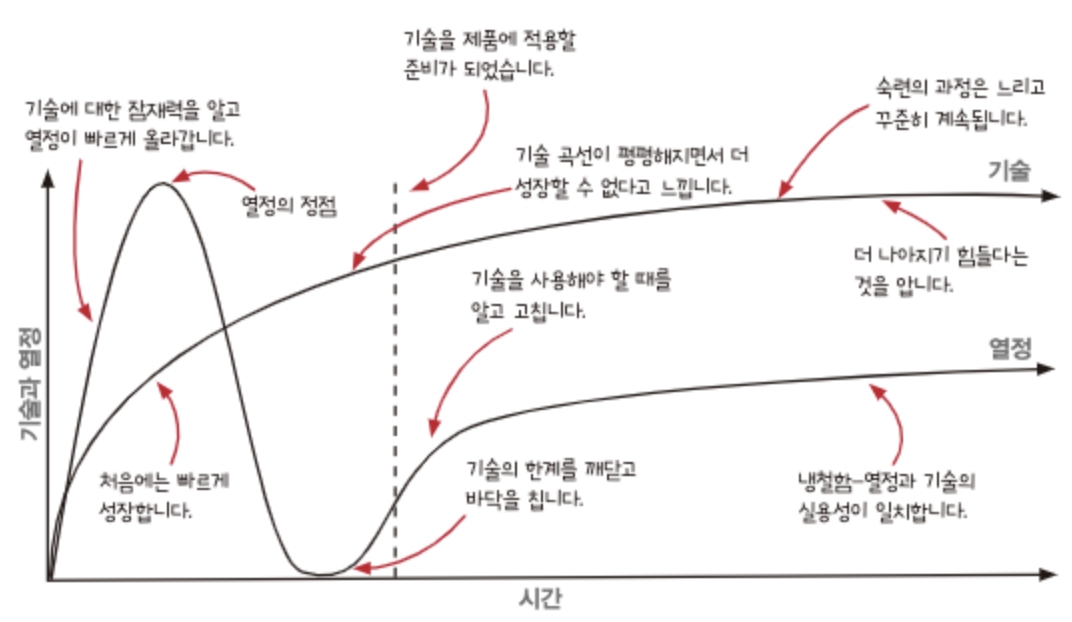 기술을 제품에 적용할
준비가 되었습니다.
숙련의 과정은 느리고
꾸준히 계속됩니다.
기술에 대한 잠재력을 알고
열정이 빠르게 올라갑니다.
기술 곡선이 평평해지면서 더
성장할 수 없다고 느낍니다.
기술
열정의 정점
더 나아지기 힘들다는
것을 압니다.
기술을 사용해야 할 때를
알고 고칩니다.
열정
기술과 열정
처음에는 빠르게
성장합니다.
기술의 한계를 깨닫고
바닥을 칩니다.
냉철함-열정과 기술의
실용성이 일치합니다.
시간